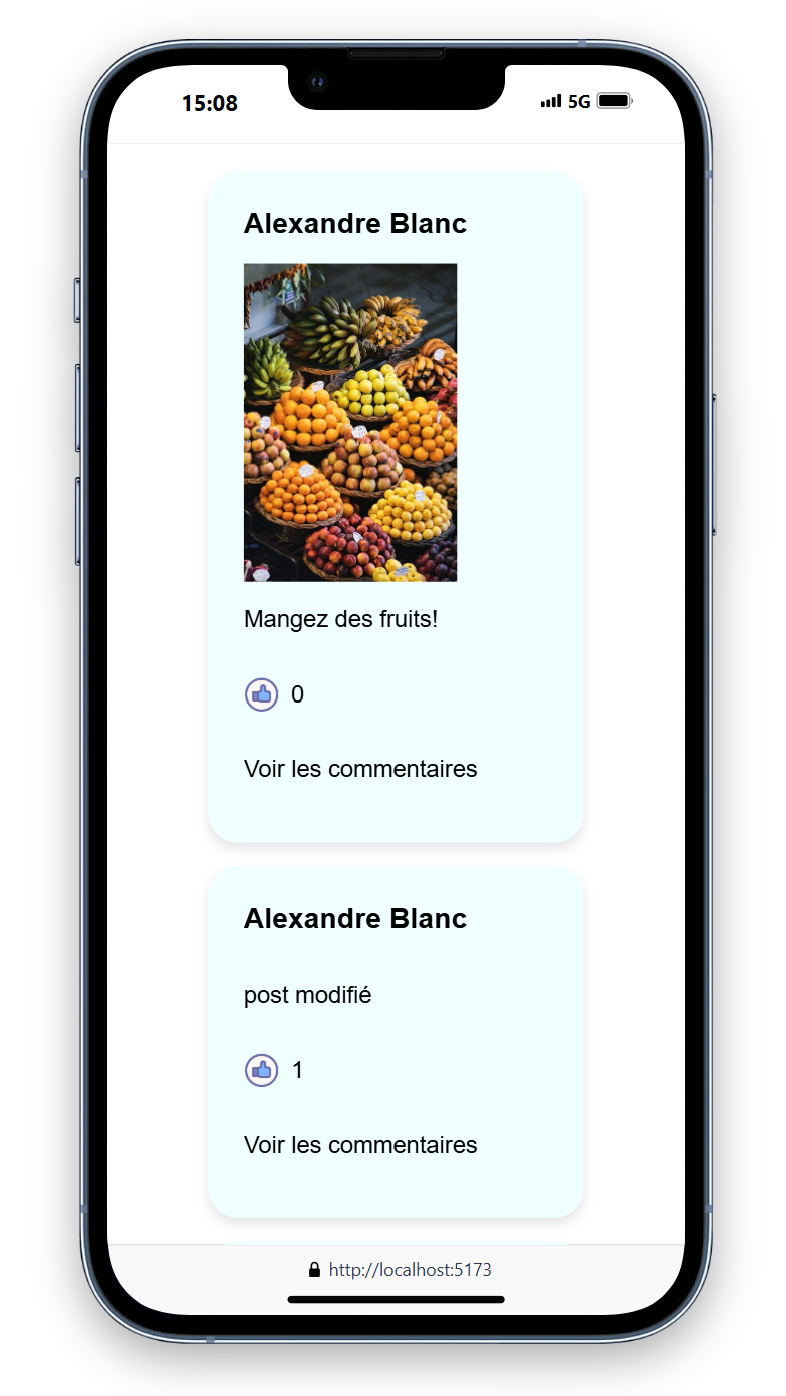 15:08
5G
Alexandre Blanc
Mangez des fruits!
0
Voir les commentaires
Alexandre Blanc
post modifié
1
Voir les commentaires
http://localhost:5173